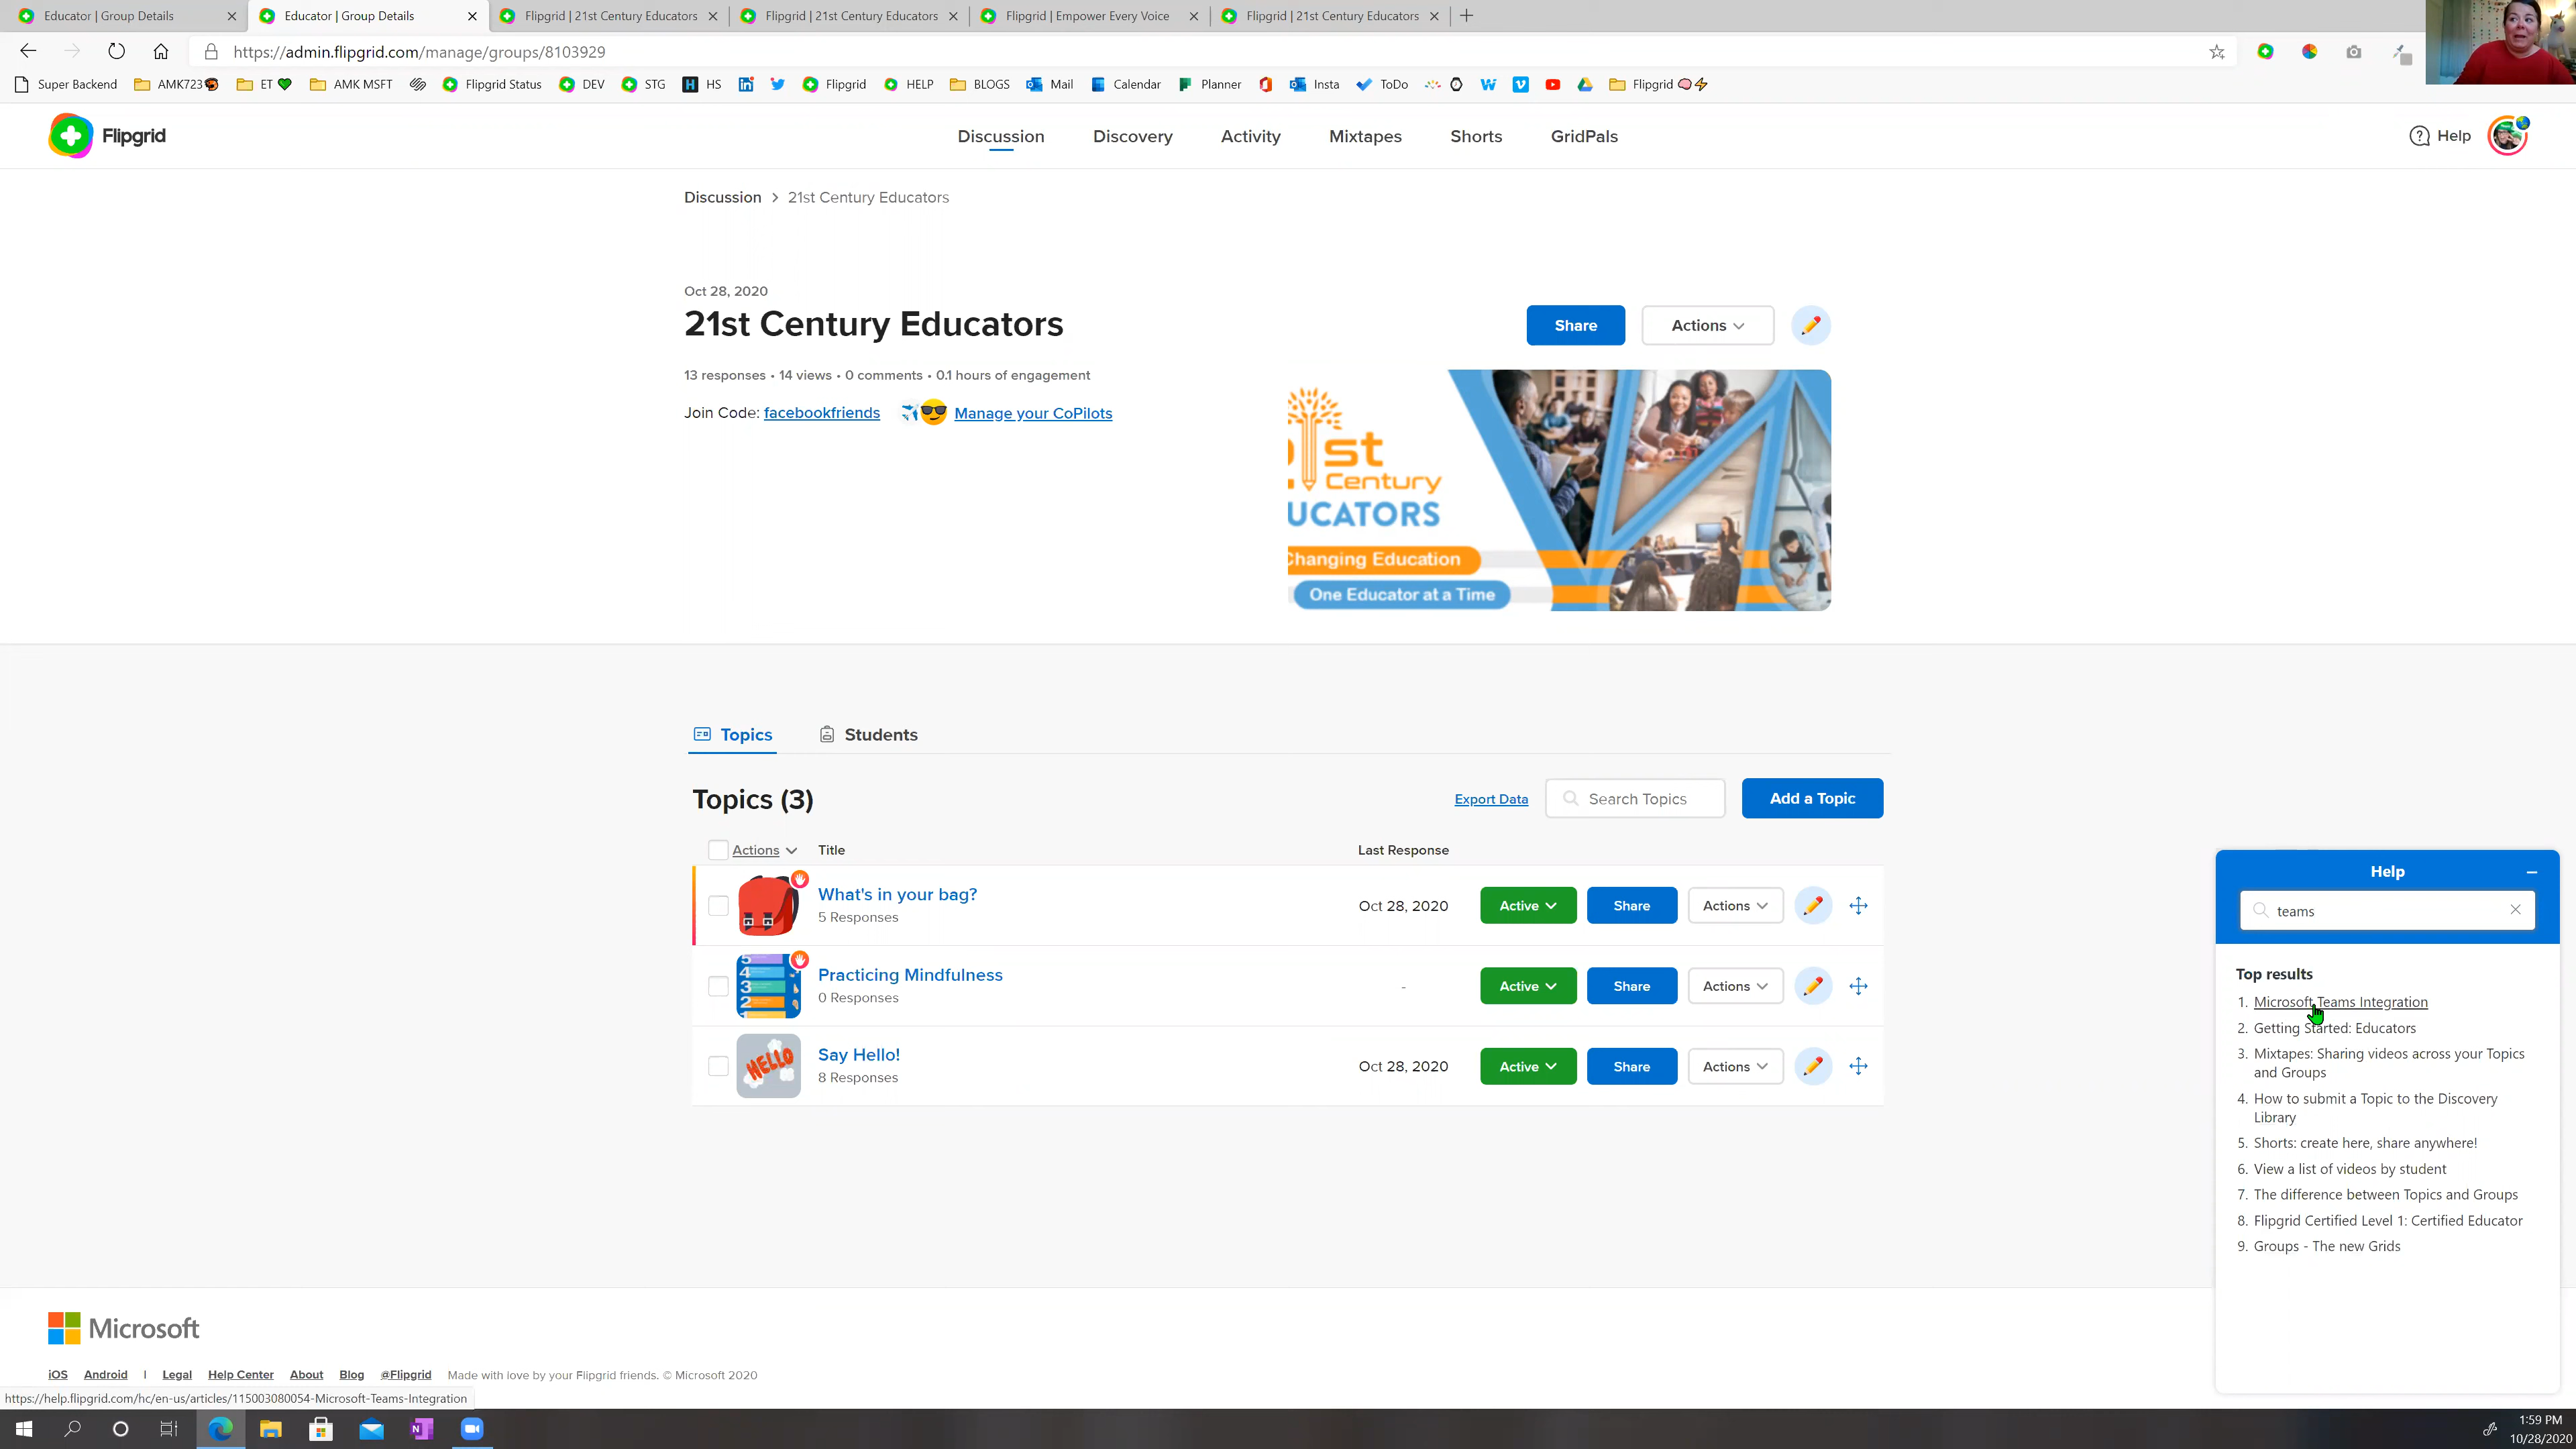 Educator | Group Details
Educator | Group Details
Flipgrid | 21st Century Educators
Flipgrid | 21st Century Educators
Flipgrid | Empower Every Voice
Flipgrid | 21st Century Educators
https://admin.flipgrid.com/manage/groups/8103929
Super Backend AMK723 ET AMK MSFT Flipgrid Status DEV STG H HS Flipgrid HELP BLOGS Mail Calendar Planner Insta ToDo Flipgrid
Flipgrid
Discussion Discovery Activity Mixtapes Shorts GridPals
Help
Discussion > 21st Century Educators
Oct 28, 2020
21st Century Educators
Share Actions
13 responses • 14 views • 0 comments • 0.1 hours of engagement
Join Code: facebookfriends Manage your CoPilots
st
Century
UCATORS
Changing Education
One Educator at a Time
Topics Students
Topics (3)
Export Data Search Topics Add a Topic
Actions Title Last Response
What's in your bag?
5 Responses
Oct 28, 2020 Active Share Actions
Practicing Mindfulness
0 Responses
- Active Share Actions
HELLO
Say Hello!
8 Responses
Oct 28, 2020 Active Share Actions
Help
teams
Top results
1. Microsoft Teams Integration
2. Getting Started: Educators
3. Mixtapes: Sharing videos across your Topics
and Groups
4. How to submit a Topic to the Discovery
Library
5. Shorts: create here, share anywhere!
6. View a list of videos by student
7. The difference between Topics and Groups
8. Flipgrid Certified Level 1: Certified Educator
9. Groups - The new Grids
Microsoft
iOS Android | Legal Help Center About Blog @Flipgrid Made with love by your Flipgrid friends. © Microsoft 2020
https://help.flipgrid.com/hc/en-us/articles/115003080054-Microsoft-Teams-Integration
1:59 PM
10/28/2020